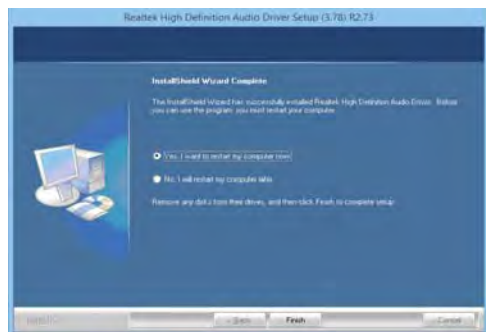 Realtek High Definition Audio Driver Setup (3.78) R2.73
InstallShield Wizard Complete
The InstallShield Wizard has successfully installed Realtek High Definition Audio Driver. Before
you can use the program, you must restart your computer.
Yes, I want to restart my computer now.
No, I will restart my computer later.
Remove any disks from their drives, and then click Finish to complete setup.
InstallShield
< Back
Finish
Cancel